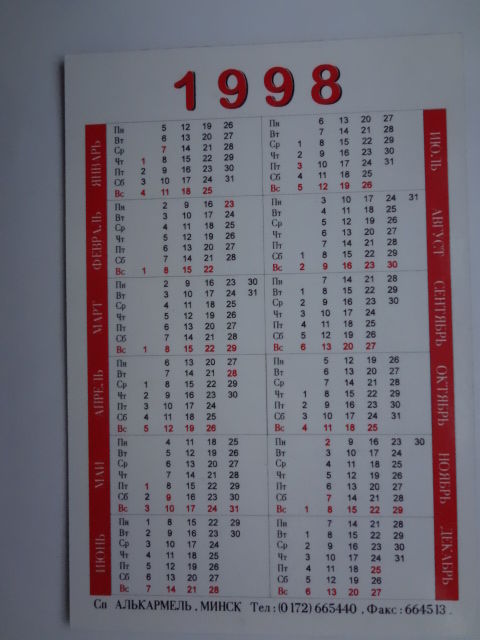 1998
ЯНВАРЬ
Пн 5 12 19 26
Вт 6 13 20 27
Ср 7 14 21 28
Чт 1 8 15 22 29
Пт 2 9 16 23 30
Сб 3 10 17 24 31
Вс 4 11 18 25
ФЕВРАЛЬ
Пн 2 9 16 23
Вт 3 10 17 24
Ср 4 11 18 25
Чт 5 12 19 26
Пт 6 13 20 27
Сб 7 14 21 28
Вс 1 8 15 22
МАРТ
Пн 2 9 16 23 30
Вт 3 10 17 24 31
Ср 4 11 18 25
Чт 5 12 19 26
Пт 6 13 20 27
Сб 7 14 21 28
Вс 1 8 15 22 29
АПРЕЛЬ
Пн 6 13 20 27
Вт 7 14 21 28
Ср 1 8 15 22 29
Чт 2 9 16 23 30
Пт 3 10 17 24
Сб 4 11 18 25
Вс 5 12 19 26
МАЙ
Пн 4 11 18 25
Вт 5 12 19 26
Ср 6 13 20 27
Чт 7 14 21 28
Пт 1 8 15 22 29
Сб 2 9 16 23 30
Вс 3 10 17 24 31
ИЮНЬ
Пн 1 8 15 22 29
Вт 2 9 16 23 30
Ср 3 10 17 24
Чт 4 11 18 25
Пт 5 12 19 26
Сб 6 13 20 27
Вс 7 14 21 28
ИЮЛЬ
Пн 6 13 20 27
Вт 7 14 21 28
Ср 1 8 15 22 29
Чт 2 9 16 23 30
Пт 3 10 17 24 31
Сб 4 11 18 25
Вс 5 12 19 26
АВГУСТ
Пн 3 10 17 24 31
Вт 4 11 18 25
Ср 5 12 19 26
Чт 6 13 20 27
Пт 7 14 21 28
Сб 1 8 15 22 29
Вс 2 9 16 23 30
СЕНТЯБРЬ
Пн 7 14 21 28
Вт 1 8 15 22 29
Ср 2 9 16 23 30
Чт 3 10 17 24
Пт 4 11 18 25
Сб 5 12 19 26
Вс 6 13 20 27
ОКТЯБРЬ
Пн 5 12 19 26
Вт 6 13 20 27
Ср 7 14 21 28
Чт 1 8 15 22 29
Пт 2 9 16 23 30
Сб 3 10 17 24 31
Вс 4 11 18 25
НОЯБРЬ
Пн 2 9 16 23 30
Вт 3 10 17 24
Ср 4 11 18 25
Чт 5 12 19 26
Пт 6 13 20 27
Сб 7 14 21 28
Вс 1 8 15 22 29
ДЕКАБРЬ
Пн 7 14 21 28
Вт 1 8 15 22 29
Ср 2 9 16 23 30
Чт 3 10 17 24 31
Пт 4 11 18 25
Сб 5 12 19 26
Вс 6 13 20 27
Сп АЛЬКАРМЕЛЬ, МИНСК Тел: (0172) 665440, Факс: 664513.